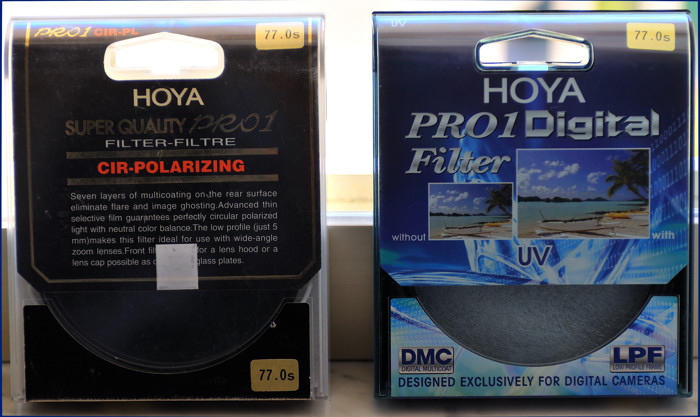 PRO1 CIR-PL
77.0s
HOYA
SUPER QUALITY PRO1
FILTER-FILTRE
CIR-POLARIZING
Seven layers of multicoating on the rear surface
eliminate flare and image ghosting.Advanced thin
selective film guarantees perfectly circular polarized
light with neutral color balance.The low profile (just 5
mm)makes this filter ideal for use with wide-angle
zoom lenses.Front for a lens hood or a
lens cap possible as glass plates.
77.0s
UV
77.0s
HOYA
PRO1 Digital
Filter
without
with
UV
DMC
DIGITAL MULTICOAT
LPF
LOW PROFILE FRAME
DESIGNED EXCLUSIVELY FOR DIGITAL CAMERAS